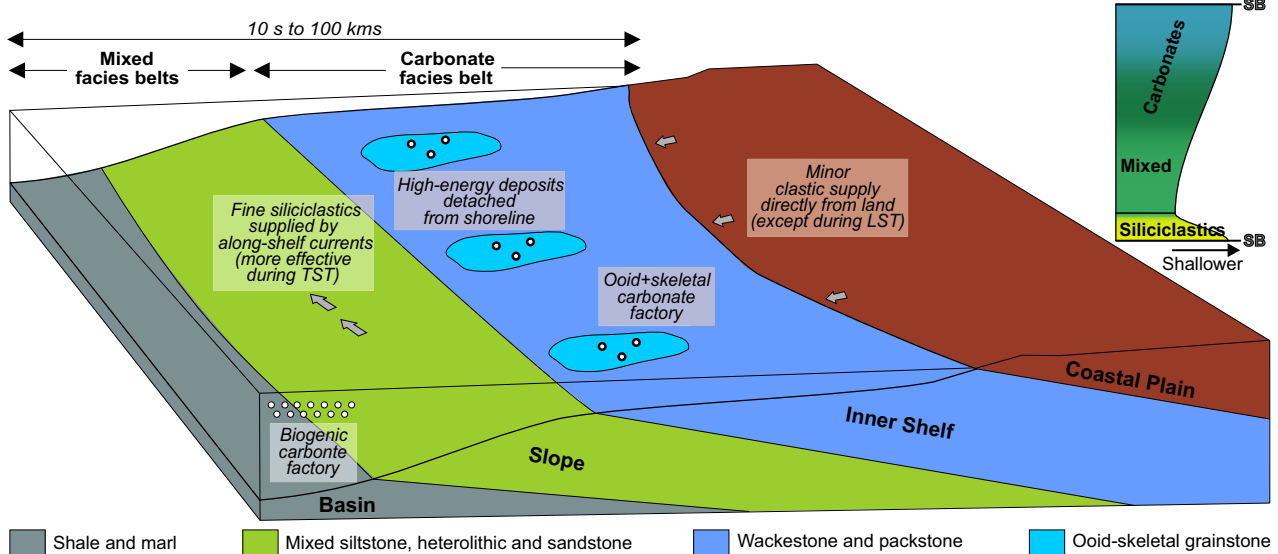 10 s to 100 kms
Mixed
facies belts
Carbonate
facies belt
High-energy deposits
detached
from shoreline
Minor
clastic supply
directly from land
(except during LST)
Fine siliciclastics
supplied by
along-shelf currents
(more effective
during TST)
Ooid+skeletal
carbonate
factory
Biogenic
carbonte
factory
Basin
Slope
Inner Shelf
Coastal Plain
SB
Carbonates
Mixed
Siliciclastics
SB
Shallower
Shale and marl
Mixed siltstone, heterolithic and sandstone
Wackestone and packstone
Ooid-skeletal grainstone